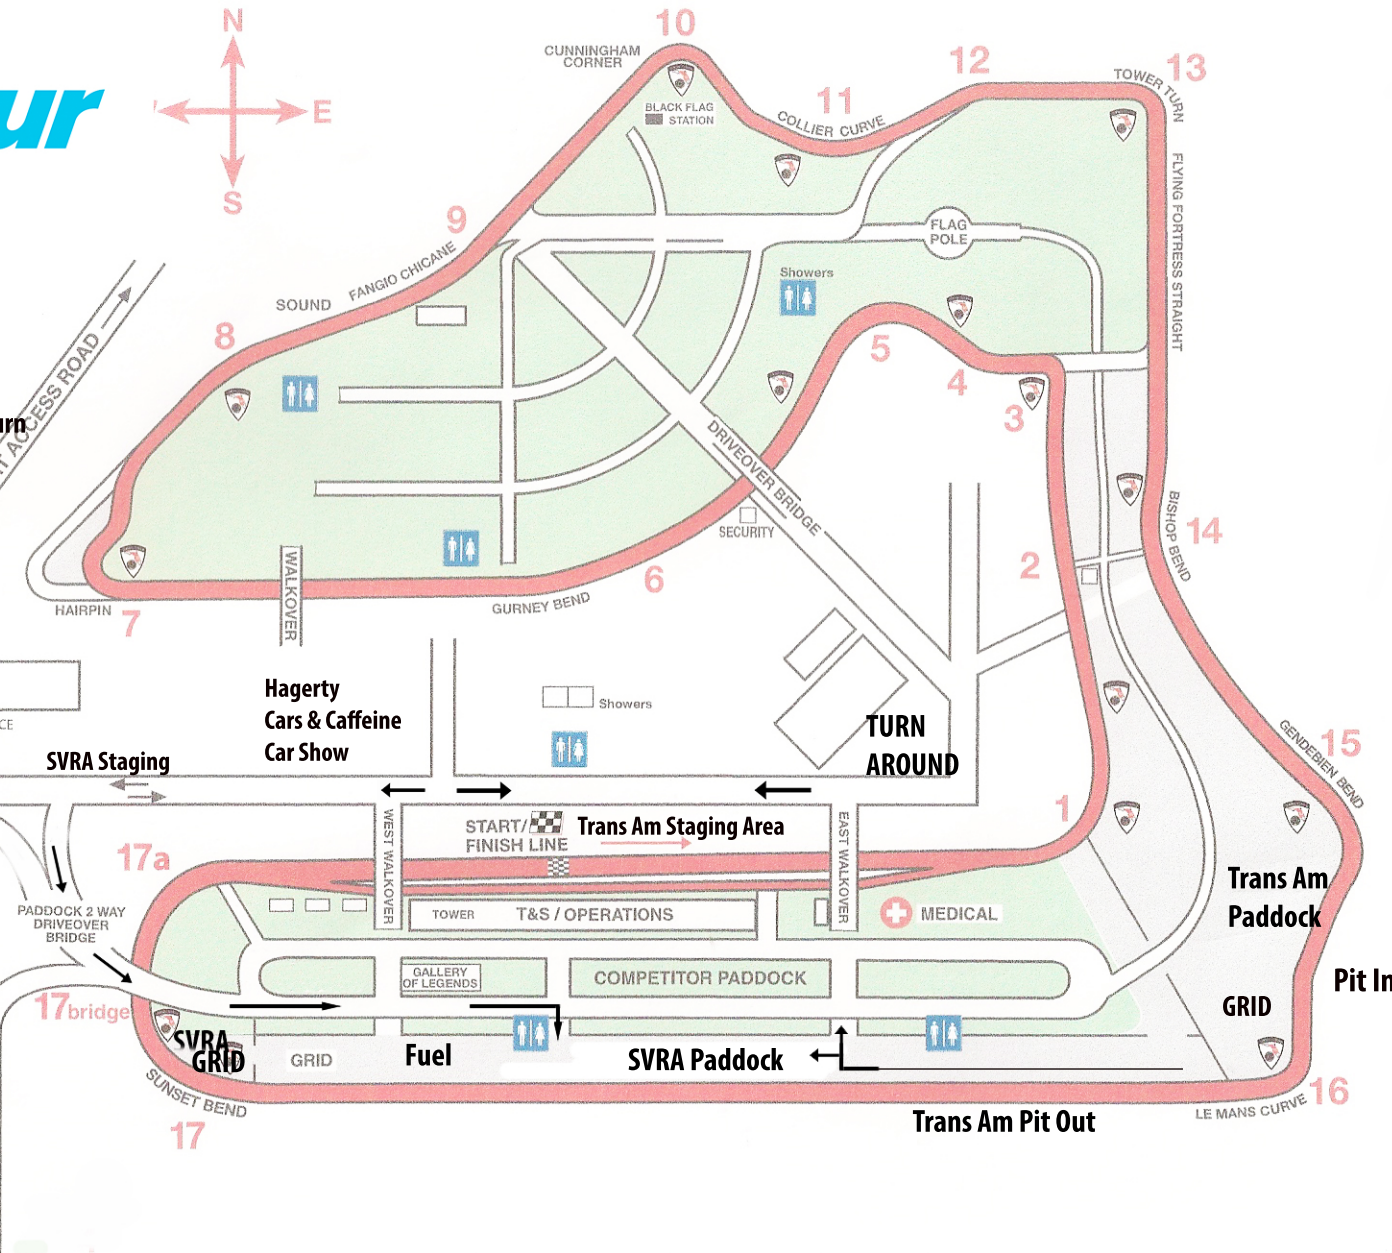 N
E
S
ur
10
CUNNINGHAM
CORNER
BLACK FLAG
STATION
11
COLLIER CURVE
12
TOWER TURN
13
FLYING FORTRESS STRAIGHT
9
FANGIO CHICANE
SOUND
8
FLAG
POLE
Showers
5
4
3
ACCESS ROAD
urn
DRIVEOVER BRIDGE
SECURITY
BISHOP BEND
14
2
6
GURNEY BEND
WALKOVER
HAIRPIN
7
Hagerty
Cars & Caffeine
Car Show
Showers
TURN
AROUND
CE
SVRA Staging
GENDEBIEN BEND
15
1
START/
FINISH LINE
Trans Am Staging Area
WEST WALKOVER
EAST WALKOVER
17a
PADDOCK 2 WAY
DRIVEOVER
BRIDGE
TOWER
T&S / OPERATIONS
MEDICAL
Trans Am
Paddock
GALLERY
OF LEGENDS
COMPETITOR PADDOCK
Pit In
17 bridge
GRID
SVRA
GRID
GRID
Fuel
SVRA Paddock
SUNSET BEND
17
Trans Am Pit Out
LE MANS CURVE
16